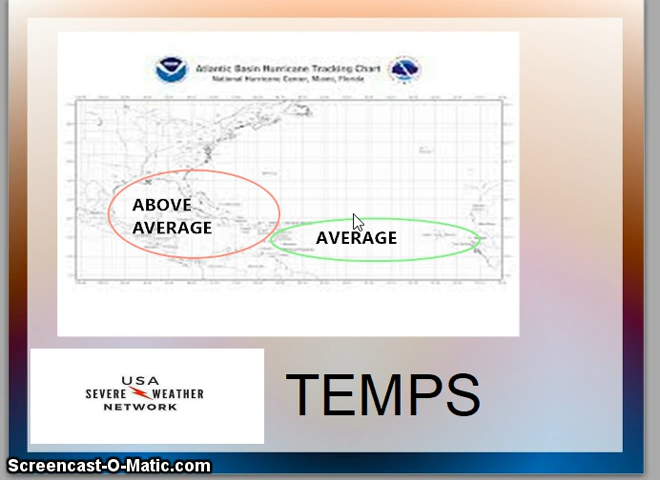 Atlantic Basin Hurricane Tracking Chart
National Hurricane Center, Miami, Florida
ABOVE
AVERAGE
AVERAGE
USA
SEVERE WEATHER
NETWORK
TEMPS
Screencast-O-Matic.com